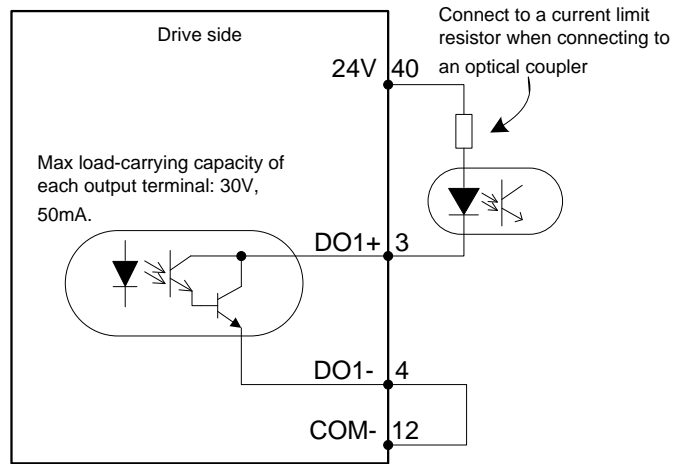 Connect to a current limit
resistor when connecting to
an optical coupler
Drive side
24V 40
Max load-carrying capacity of
each output terminal: 30V,
50mA.
DO1+ 3
DO1- 4
COM- 12